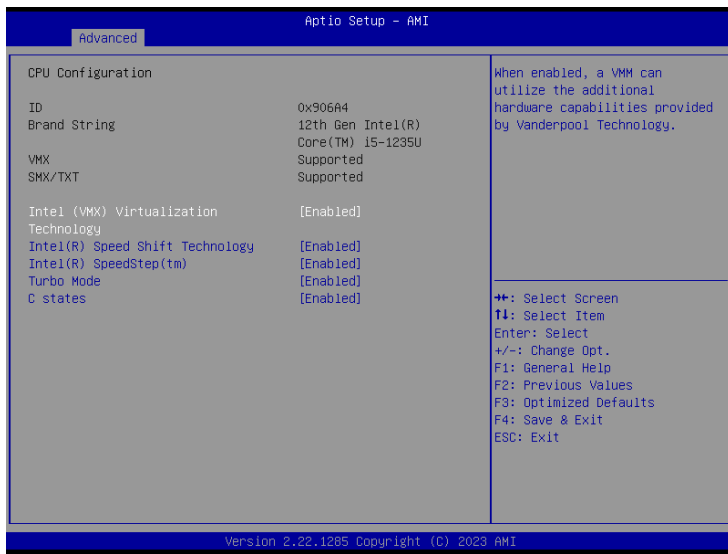 Aptio Setup - AMI
Advanced
CPU Configuration
ID 0x906A4
Brand String 12th Gen Intel(R)
Core(TM) i5-1235U
VMX Supported
SMX/TXT Supported
Intel (VMX) Virtualization [Enabled]
Technology
Intel(R) Speed Shift Technology [Enabled]
Intel(R) SpeedStep(tm) [Enabled]
Turbo Mode [Enabled]
C states [Enabled]
When enabled, a VMM can
utilize the additional
hardware capabilities provided
by Vanderpool Technology.
→←: Select Screen
↑↓: Select Item
Enter: Select
+/-: Change Opt.
F1: General Help
F2: Previous Values
F3: Optimized Defaults
F4: Save & Exit
ESC: Exit
Version 2.22.1285 Copyright (C) 2023 AMI